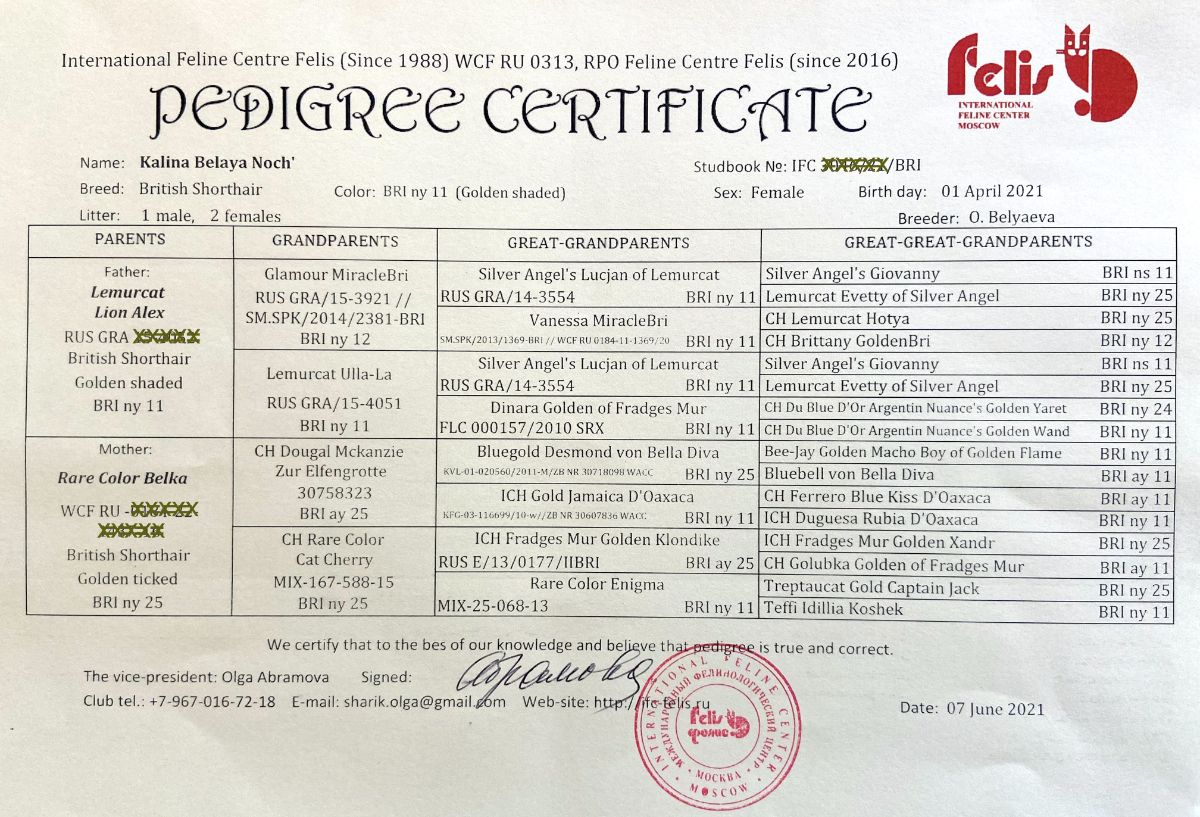 International Feline Centre Felis (Since 1988) WCF RU 0313, RPO Feline Centre Felis (since 2016)
Felis
INTERNATIONAL
FELINE CENTER
MOSCOW
PEDIGREE CERTIFICATE
Name: Kalina Belaya Noch'
Studbook №: IFC /BRI
Breed: British Shorthair Color: BRI ny 11 (Golden shaded) Sex: Female Birth day: 01 April 2021
Litter: 1 male, 2 females Breeder: O. Belyaeva
PARENTS GRANDPARENTS GREAT-GRANDPARENTS GREAT-GREAT-GRANDPARENTS
Father:
Lemurcat
Lion Alex
RUS GRA
British Shorthair
Golden shaded
BRI ny 11
Mother:
Rare Color Belka
WCF RU -
British Shorthair
Golden ticked
BRI ny 25
Glamour MiracleBri
RUS GRA/15-3921 //
SM.SPK/2014/2381-BRI
BRI ny 12
Lemurcat Ulla-La
RUS GRA/15-4051
BRI ny 11
CH Dougal Mckanzie
Zur Elfengrotte
30758323
BRI ay 25
CH Rare Color
Cat Cherry
MIX-167-588-15
BRI ny 25
Silver Angel's Lucjan of Lemurcat
RUS GRA/14-3554 BRI ny 11
Vanessa MiracleBri
SM.SPK/2013/1369-BRI // WCF RU 0184-11-1369/20 BRI ny 11
Silver Angel's Lucjan of Lemurcat
RUS GRA/14-3554 BRI ny 11
Dinara Golden of Fradges Mur
FLC 000157/2010 SRX BRI ny 11
Bluegold Desmond von Bella Diva
KVL-01-020560/2011-M/ZB NR 30718098 WACC BRI ny 25
ICH Gold Jamaica D'Oaxaca
KFG-03-116699/10-w//ZB NR 30607836 WACC BRI ny 11
ICH Fradges Mur Golden Klondike
RUS E/13/0177/IIBRI BRI ay 25
Rare Color Enigma
MIX-25-068-13 BRI ny 11
Silver Angel's Giovanny BRI ns 11
Lemurcat Evetty of Silver Angel BRI ny 25
CH Lemurcat Hotya BRI ny 25
CH Brittany GoldenBri BRI ny 12
Silver Angel's Giovanny BRI ns 11
Lemurcat Evetty of Silver Angel BRI ny 25
CH Du Blue D'Or Argentin Nuance's Golden Yaret BRI ny 24
CH Du Blue D'Or Argentin Nuance's Golden Wand BRI ny 11
Bee-Jay Golden Macho Boy of Golden Flame BRI ny 11
Bluebell von Bella Diva BRI ay 11
CH Ferrero Blue Kiss D'Oaxaca BRI ay 11
ICH Duguesa Rubia D'Oaxaca BRI ny 11
ICH Fradges Mur Golden Xandr BRI ny 25
CH Golubka Golden of Fradges Mur BRI ay 11
Treptaucat Gold Captain Jack BRI ny 25
Teffi Idillia Koshek BRI ny 11
We certify that to the bes of our knowledge and believe that pedigree is true and correct.
The vice-president: Olga Abramova Signed: Абрамова
Club tel.: +7-967-016-72-18 E-mail: sharik.olga@gmail.com Web-site: http://ifc-felis.ru
Date: 07 June 2021
INTERNATIONAL FELINE CENTER
МЕЖДУНАРОДНЫЙ ФЕЛИНОЛОГИЧЕСКИЙ ЦЕНТР
Felis
фелис
МОСКВА
MOSCOW